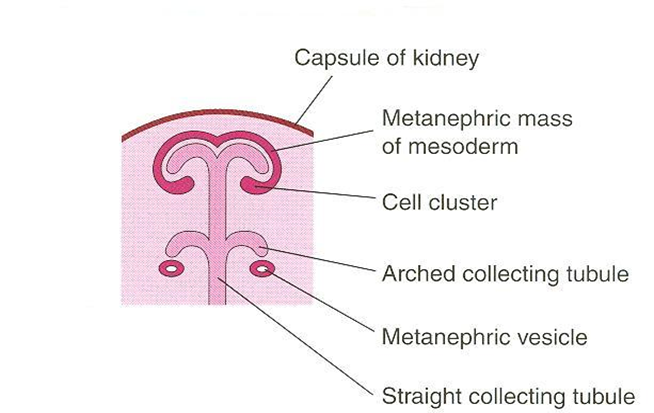 Capsule of kidney
Metanephric mass
of mesoderm
Cell cluster
Arched collecting tubule
Metanephric vesicle
Straight collecting tubule